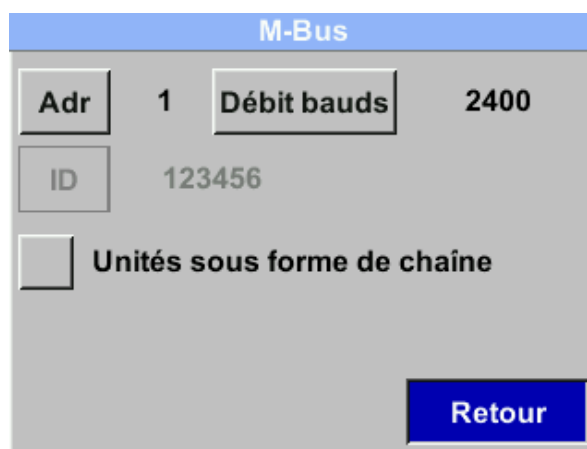 M-Bus
Adr 1 Débit bauds 2400
ID 123456
Unités sous forme de chaîne
Retour